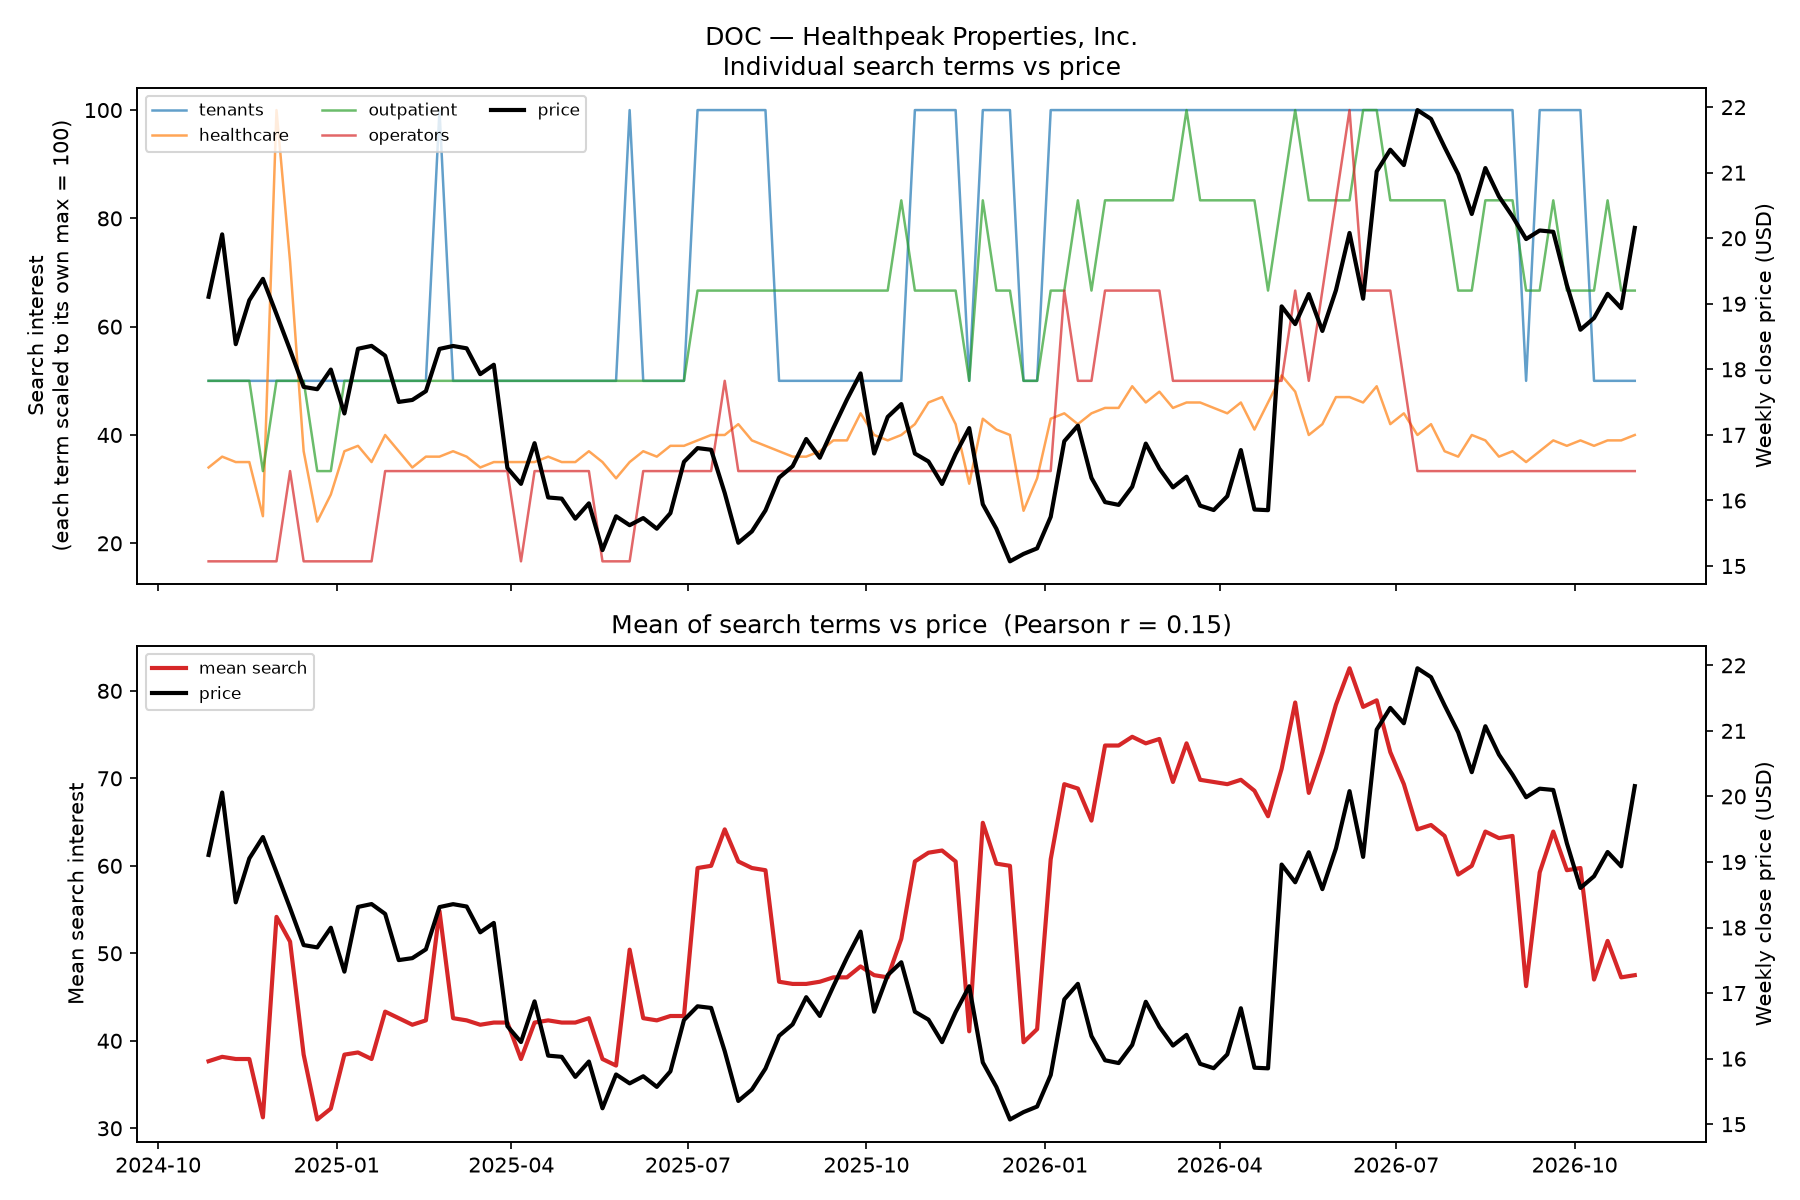 DOC — Healthpeak Properties, Inc.
Individual search terms vs price
tenants
healthcare
outpatient
operators
price
Search interest
(each term scaled to its own max = 100)
100
80
60
40
20
22
21
20
19
18
17
16
15
Weekly close price (USD)
Mean of search terms vs price  (Pearson r = 0.15)
mean search
price
Mean search interest
80
70
60
50
40
30
22
21
20
19
18
17
16
15
Weekly close price (USD)
2024-10
2025-01
2025-04
2025-07
2025-10
2026-01
2026-04
2026-07
2026-10